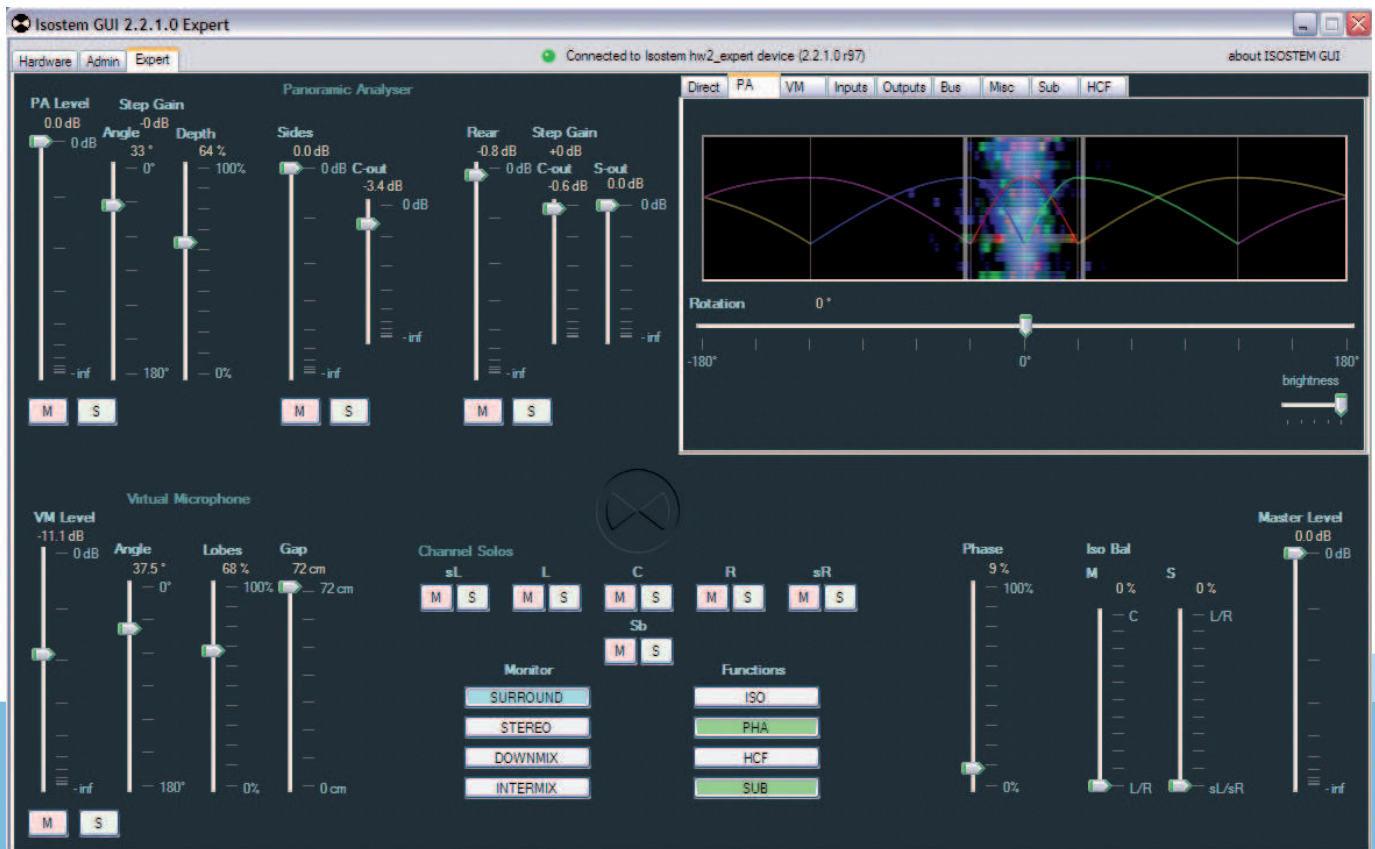 Isostem GUI 2.2.1.0 Expert
Hardware Admin Expert
Connected to Isostem hw2_expert device (2.2.1.0 r97)
about ISOSTEM GUI
Panoramic Analyser
PA Level
0.0 dB
0 dB
-inf
Step Gain
-0 dB
Angle
33 °
0°
180°
Depth
64 %
100%
0%
M S
Sides
0.0 dB
0 dB
-inf
C-out
-3.4 dB
0 dB
-inf
M S
Rear
-0.8 dB
0 dB
-inf
Step Gain
+0 dB
C-out
-0.6 dB
S-out
0.0 dB
0 dB
-inf
M S
Direct PA VM Inputs Outputs Bus Misc Sub HCF
Rotation 0 °
-180° 0° 180°
brightness
Virtual Microphone
VM Level
-11.1 dB
0 dB
-inf
Angle
37.5 °
0°
180°
Lobes
68 %
100%
0%
Gap
72 cm
72 cm
0 cm
M S
Channel Solos
sL L C R sR
M S M S M S M S M S
Sb
M S
Monitor
SURROUND
STEREO
DOWNMIX
INTERMIX
Functions
ISO
PHA
HCF
SUB
Phase
9 %
100%
0%
Iso Bal
M S
0 % 0 %
C L/R
L/R sL/sR
Master Level
0.0 dB
0 dB
-inf